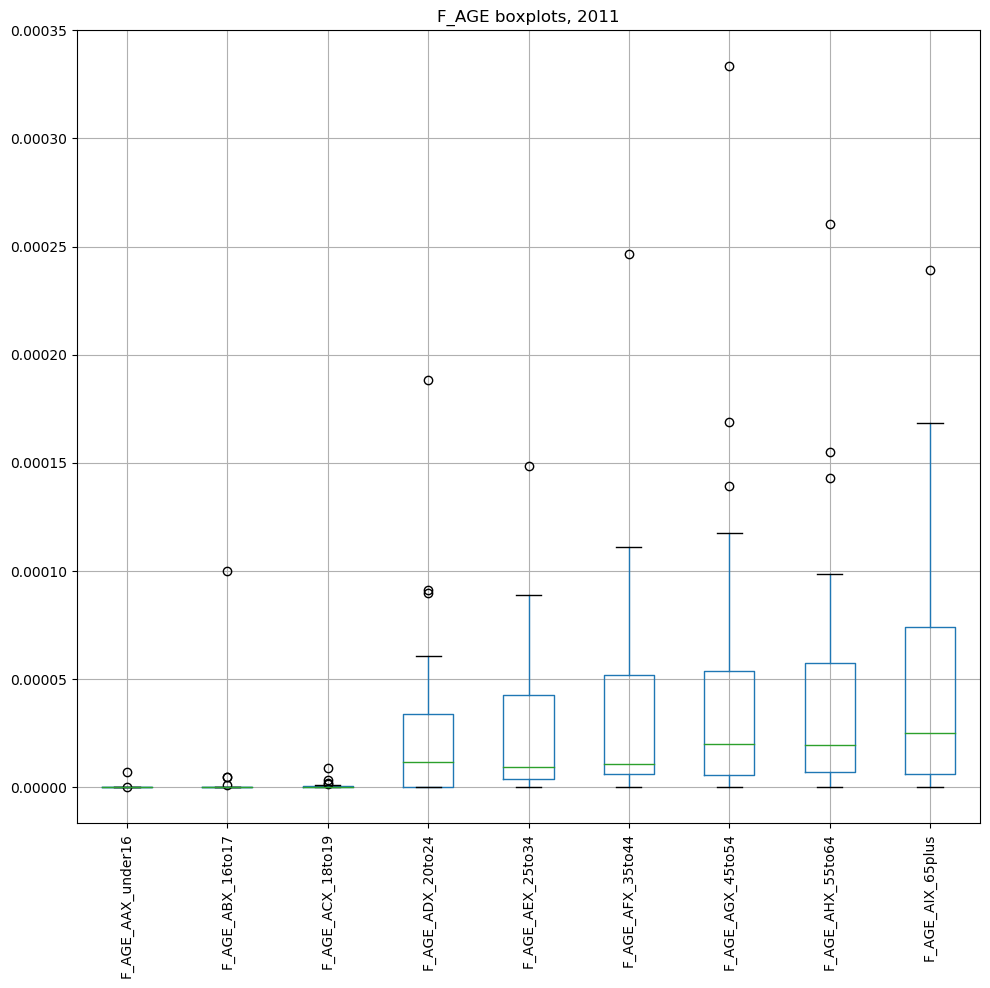 F_AGE boxplots, 2011
0.00035
0.00030
0.00025
0.00020
0.00015
0.00010
0.00005
0.00000
F_AGE_AAX_under16
F_AGE_ABX_16to17
F_AGE_ACX_18to19
F_AGE_ADX_20to24
F_AGE_AEX_25to34
F_AGE_AFX_35to44
F_AGE_AGX_45to54
F_AGE_AHX_55to64
F_AGE_AIX_65plus